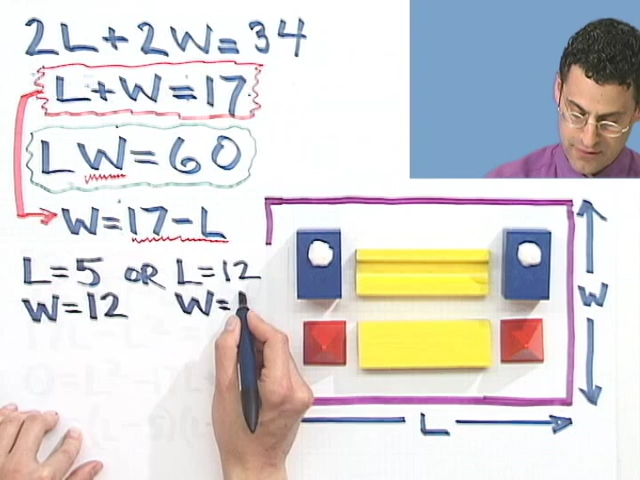 2L+2W=34
L+W=17
LW=60
W=17-L
L=5 OR L=12
W=12 W=
W
L